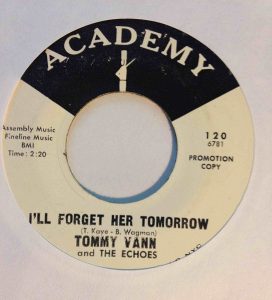 ACADEMY
Assembly Music
Pineline Music
BMI
Time: 2:20
120
6781
PROMOTION
COPY
I'LL FORGET HER TOMORROW
(T. Kaye - B. Wagman)
TOMMY VANN
and THE ECHOES